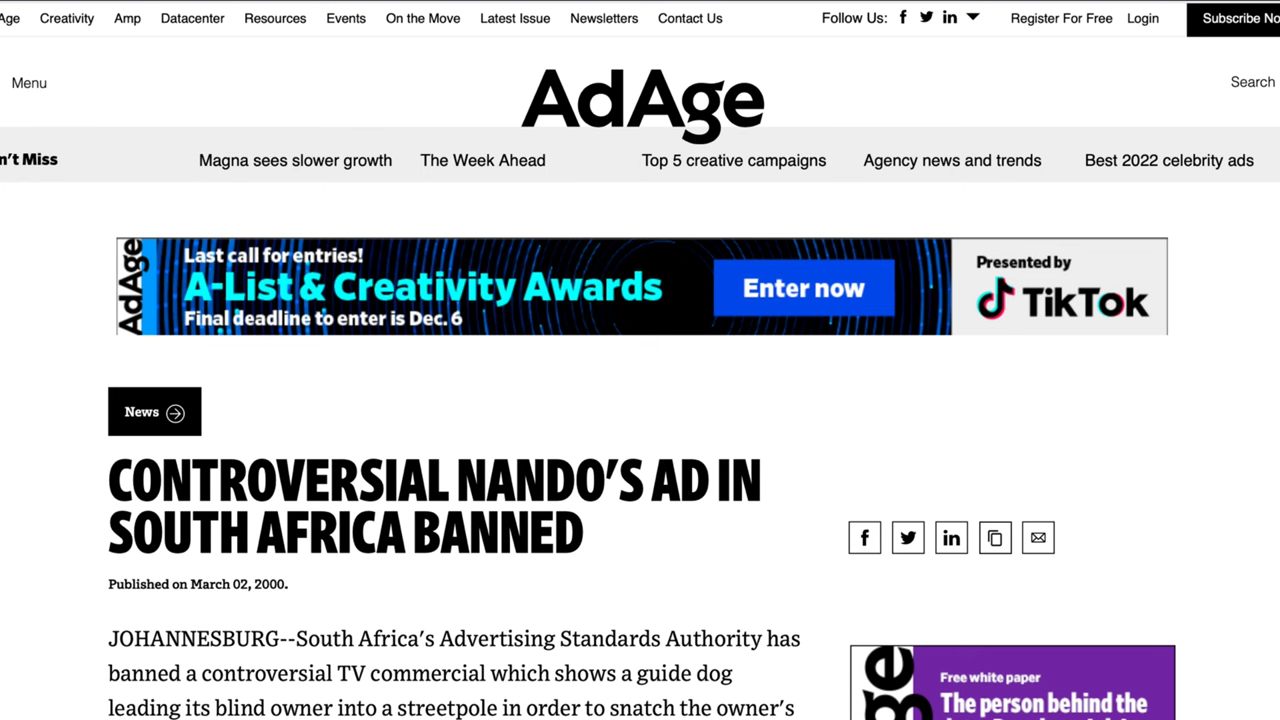 Age Creativity Amp Datacenter Resources Events On the Move Latest Issue Newsletters Contact Us Follow Us: Register For Free Login Subscribe No
Menu
AdAge
Search
n't Miss Magna sees slower growth The Week Ahead Top 5 creative campaigns Agency news and trends Best 2022 celebrity ads
AdAge
Last call for entries!
A-List & Creativity Awards
Final deadline to enter is Dec. 6
Enter now
Presented by
TikTok
News
CONTROVERSIAL NANDO'S AD IN
SOUTH AFRICA BANNED
Published on March 02, 2000.
JOHANNESBURG--South Africa's Advertising Standards Authority has
banned a controversial TV commercial which shows a guide dog
leading its blind owner into a streetpole in order to snatch the owner's
Free white paper
The person behind the